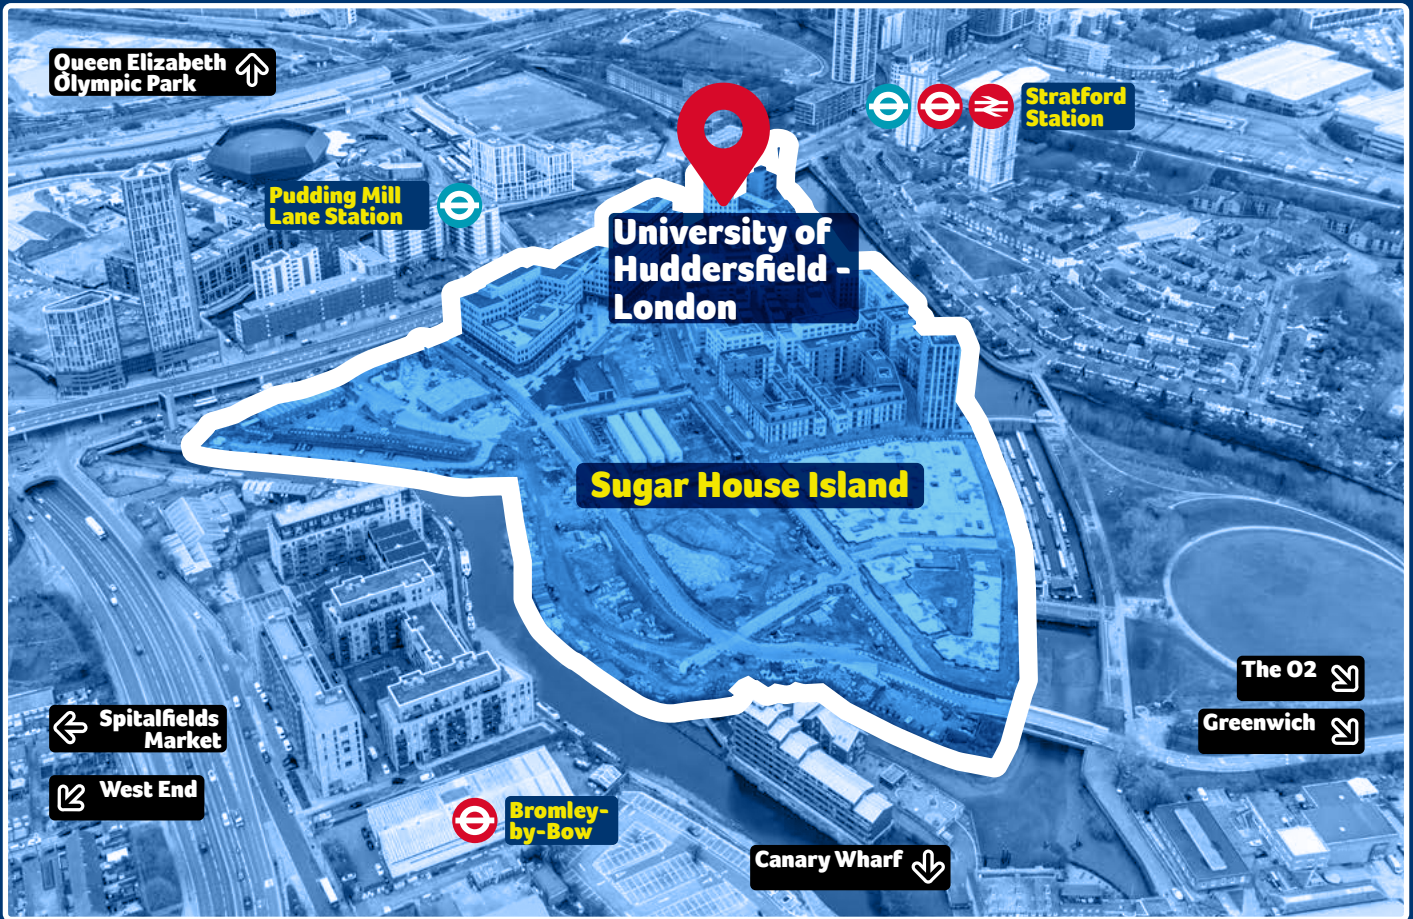 Queen Elizabeth
Olympic Park
Stratford
Station
Pudding Mill
Lane Station
University of
Huddersfield -
London
Sugar House Island
The O2
Greenwich
Spitalfields
Market
West End
Bromley-
by-Bow
Canary Wharf